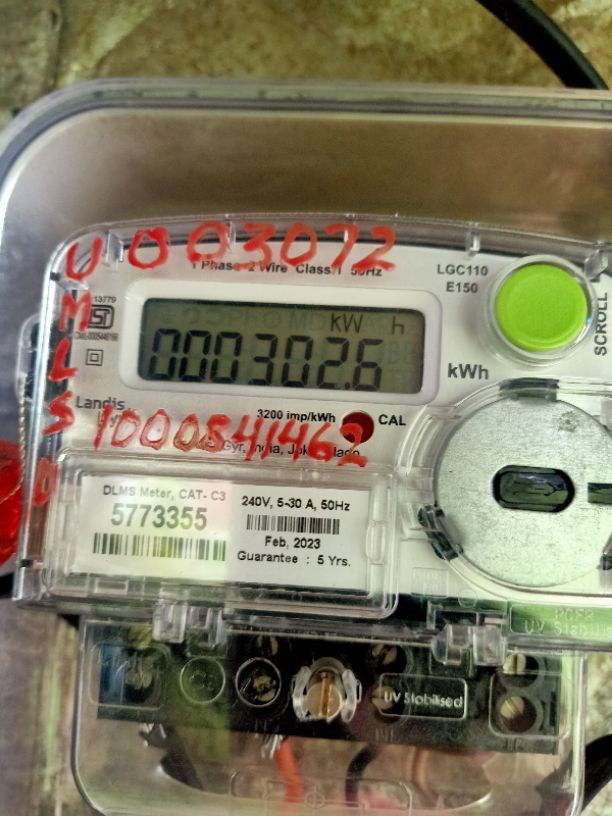 U003072
1 Phase 2 Wire Class.1 50Hz
LGC110
E150
SCROLL
UMLSO
kW h
000302.6
kWh
Landis
3200 imp/kWh
CAL
1000841462
DLMS Meter, CAT- C3
5773355
240V, 5-30 A, 50Hz
Feb, 2023
Guarantee : 5 Yrs.
UV Stabilised